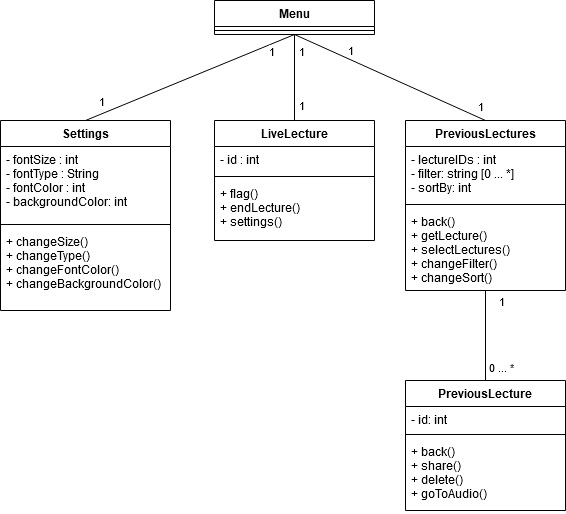 Menu
1
1
1
1
1
1
Settings
- fontSize : int
- fontType : String
- fontColor : int
- backgroundColor: int
+ changeSize()
+ changeType()
+ changeFontColor()
+ changeBackgroundColor()
LiveLecture
- id : int
+ flag()
+ endLecture()
+ settings()
PreviousLectures
- lectureIDs : int
- filter: string [0 ... *]
- sortBy: int
+ back()
+ getLecture()
+ selectLectures()
+ changeFilter()
+ changeSort()
1
0 ... *
PreviousLecture
- id: int
+ back()
+ share()
+ delete()
+ goToAudio()